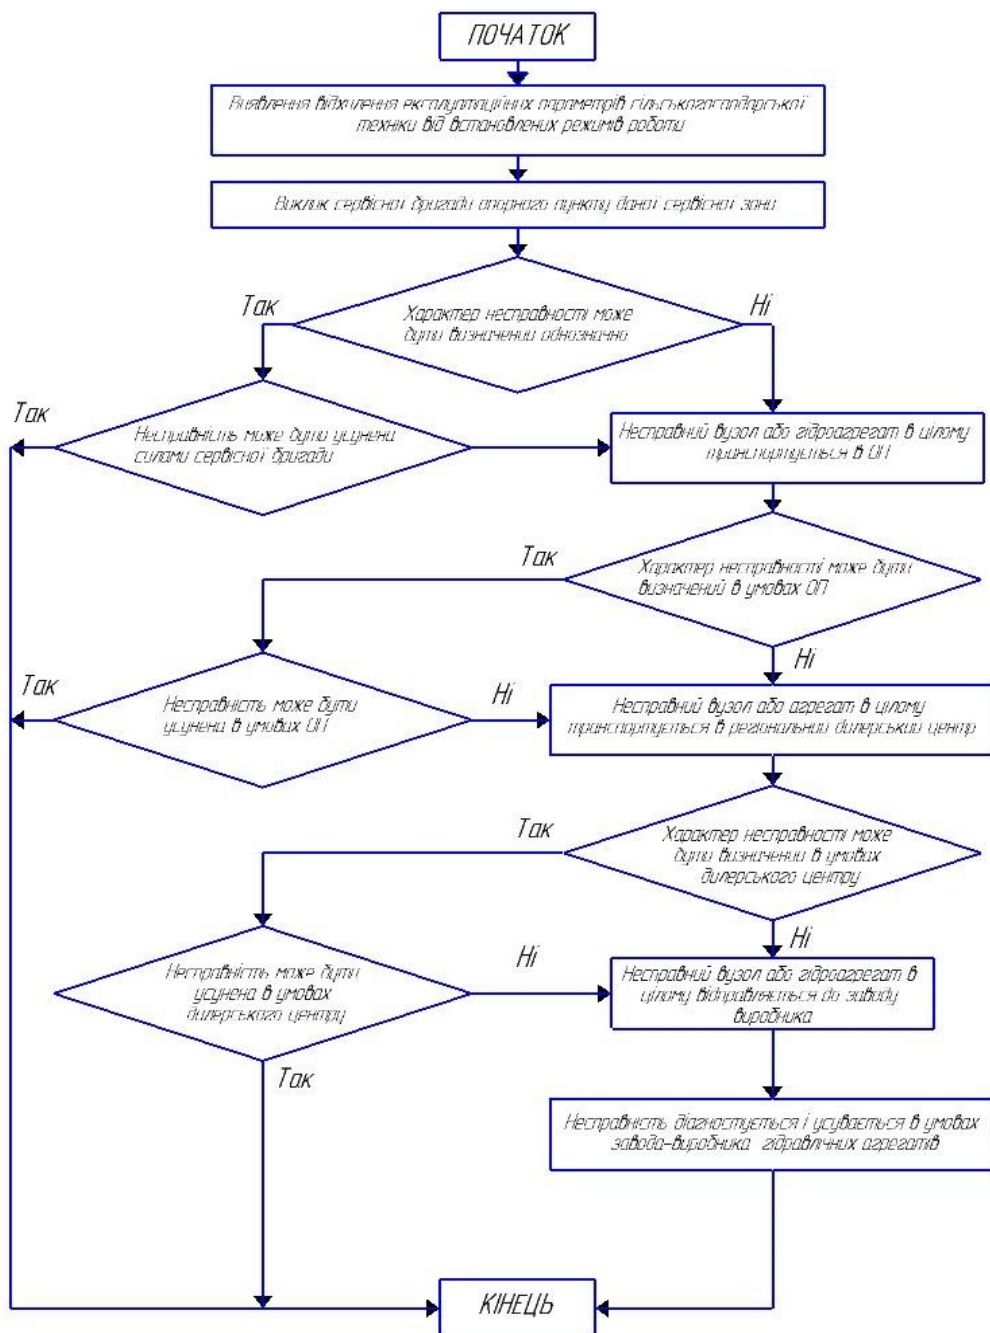 ПОЧАТОК
Виявлення відхилення експлуатаційних параметрів сільськогосподарської
техніки від встановлених режимів роботи
Виклик сервісної бригади опорного пункту даної сервісної зони
Так
Ні
Характер несправності може
бути визначений однозначно
Так
Несправність може бути усунена
силами сервісної бригади
Несправний вузол або гідроагрегат в цілому
транспортується в ОП
Так
Характер несправності може бути
визначений в умовах ОП
Ні
Так
Несправність може бути
усунена в умовах ОП
Ні
Несправний вузол або агрегат в цілому
транспортується в регіональний дилерський центр
Так
Характер несправності може
бути визначений в умовах
дилерського центру
Ні
Несправність може бути
усунена в умовах
дилерського центру
Ні
Несправний вузол або гідроагрегат в
цілому відправляється до заводу
виробника
Так
Несправність діагностується і усувається в умовах
завода-виробника гідравлічних агрегатів
КІНЕЦЬ